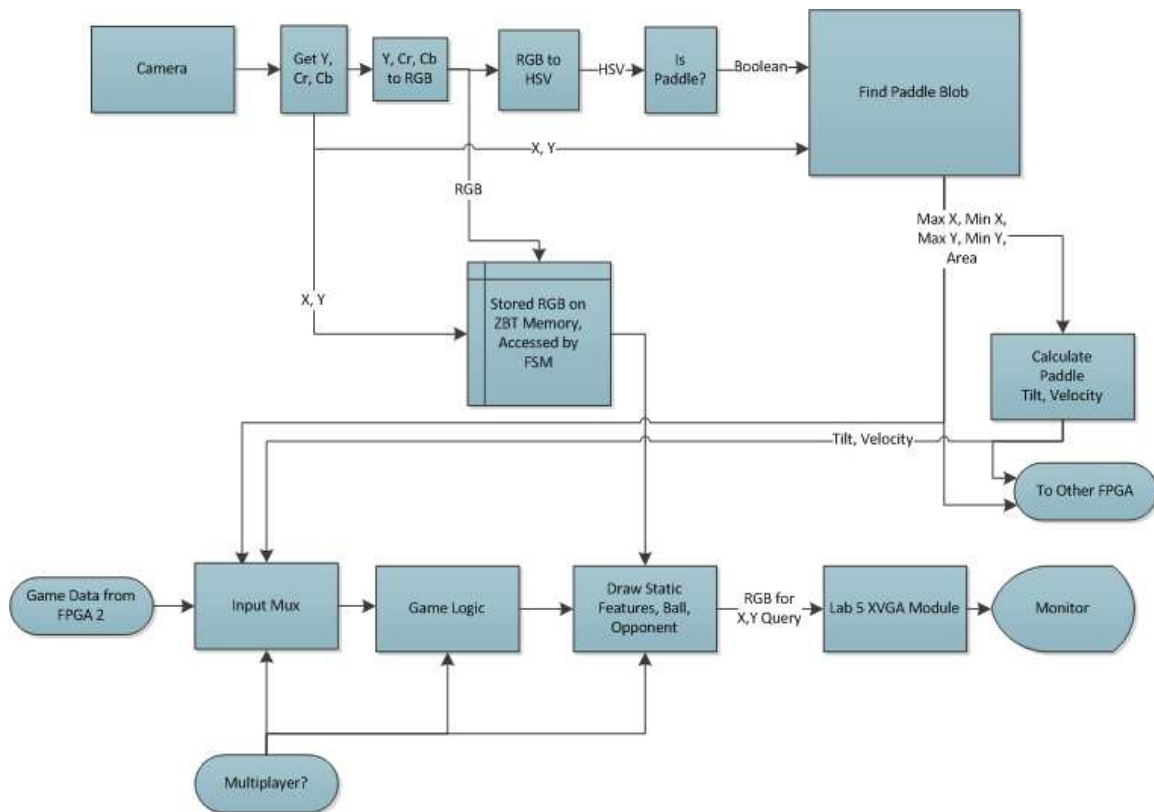 Camera
Get Y,
Cr, Cb
Y, Cr, Cb
to RGB
RGB to
HSV
HSV
Is
Paddle?
Boolean
Find Paddle Blob
X, Y
RGB
Max X, Min X,
Max Y, Min Y,
Area
X, Y
Stored RGB on
ZBT Memory,
Accessed by
FSM
Calculate
Paddle
Tilt, Velocity
Tilt, Velocity
To Other FPGA
Game Data from
FPGA 2
Input Mux
Game Logic
Draw Static
Features, Ball,
Opponent
RGB for
X,Y Query
Lab 5 XVGA Module
Monitor
Multiplayer?